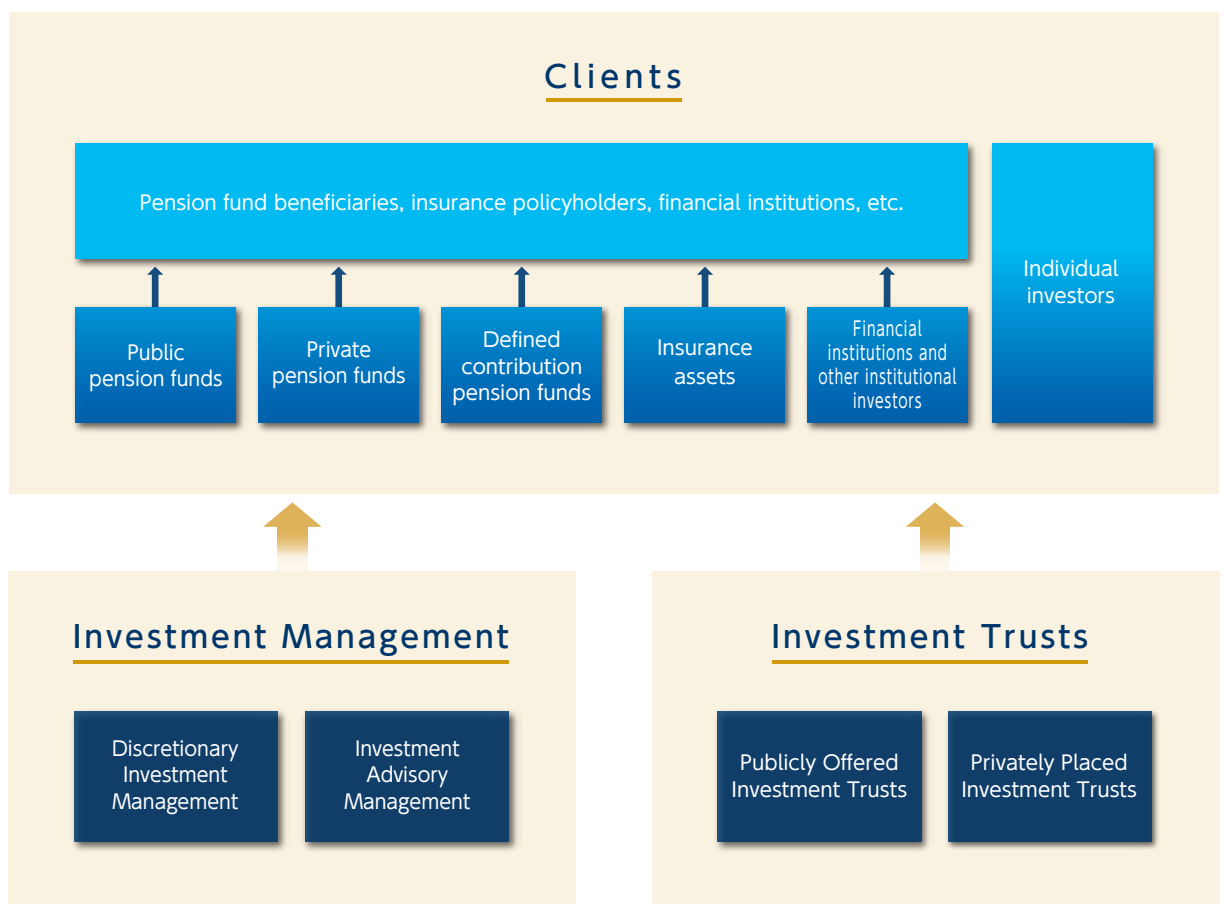 Clients
Pension fund beneficiaries, insurance policyholders, financial institutions, etc.
Individual
investors
Public
pension funds
Private
pension funds
Defined
contribution
pension funds
Insurance
assets
Financial
institutions and
other institutional
investors
Investment Management
Discretionary
Investment
Management
Investment
Advisory
Management
Investment Trusts
Publicly Offered
Investment Trusts
Privately Placed
Investment Trusts